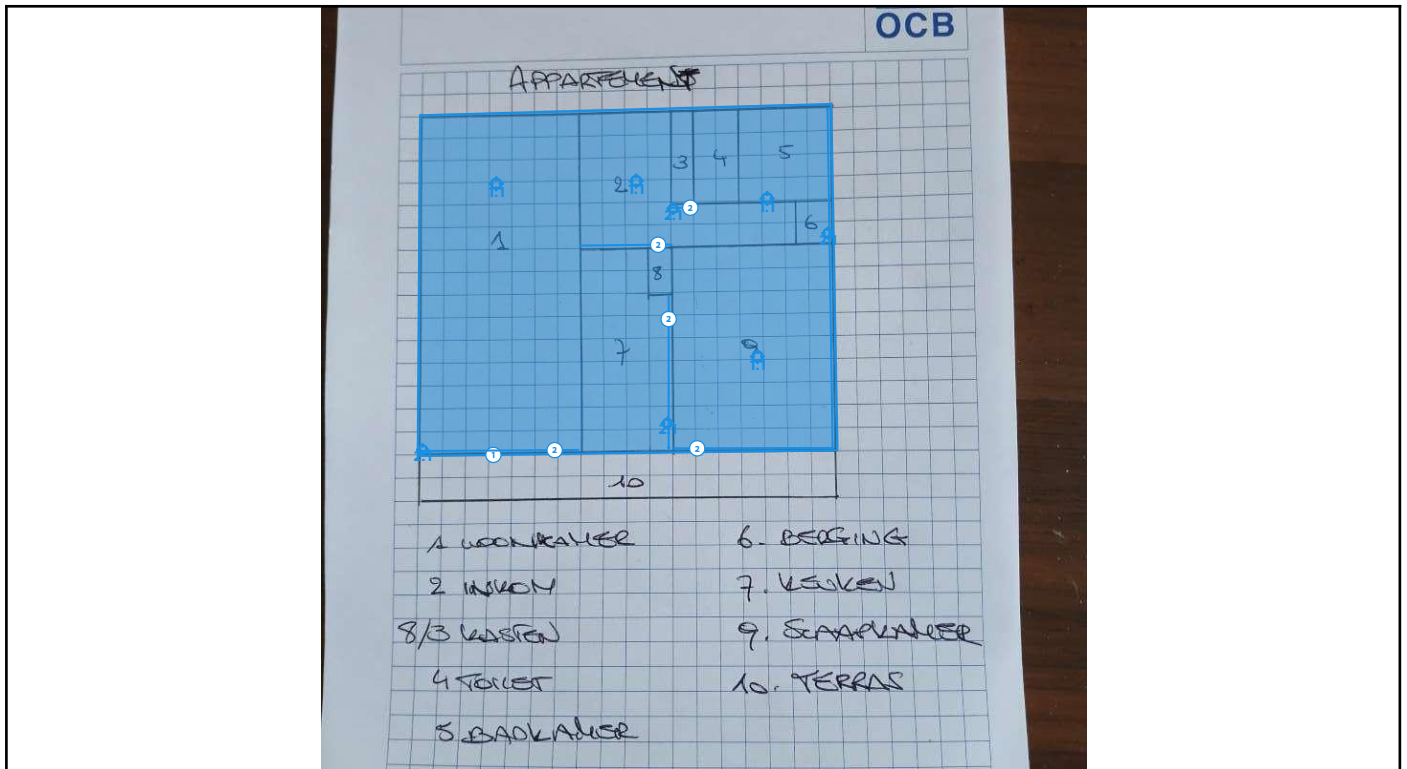 OCB
APPARTEMENT
3 4 5
2
1 6
8
7 9
10
1 WOONKAMER
2 INKOM
8/3 KASTEN
4 TOILET
5 BADKAMER
6. BERGING
7. KEUKEN
9. SLAAPKAMER
10. TERRAS